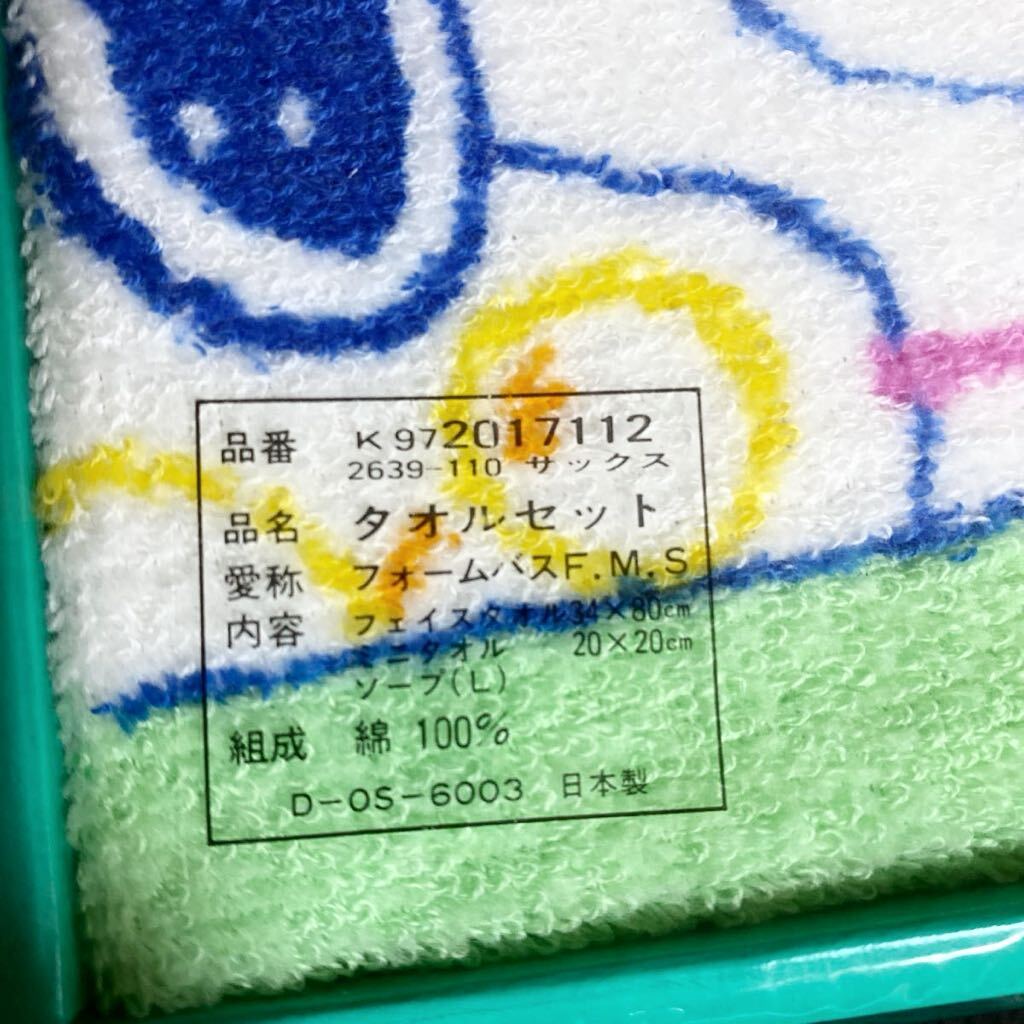 品番 K972017112
2639-110 サックス
品名 タオルセット
愛称 フォームバスF.M.S
内容 フェイスタオル34×80cm
ミニタオル 20×20cm
ソープ(L)
組成 綿 100%
D-OS-6003 日本製